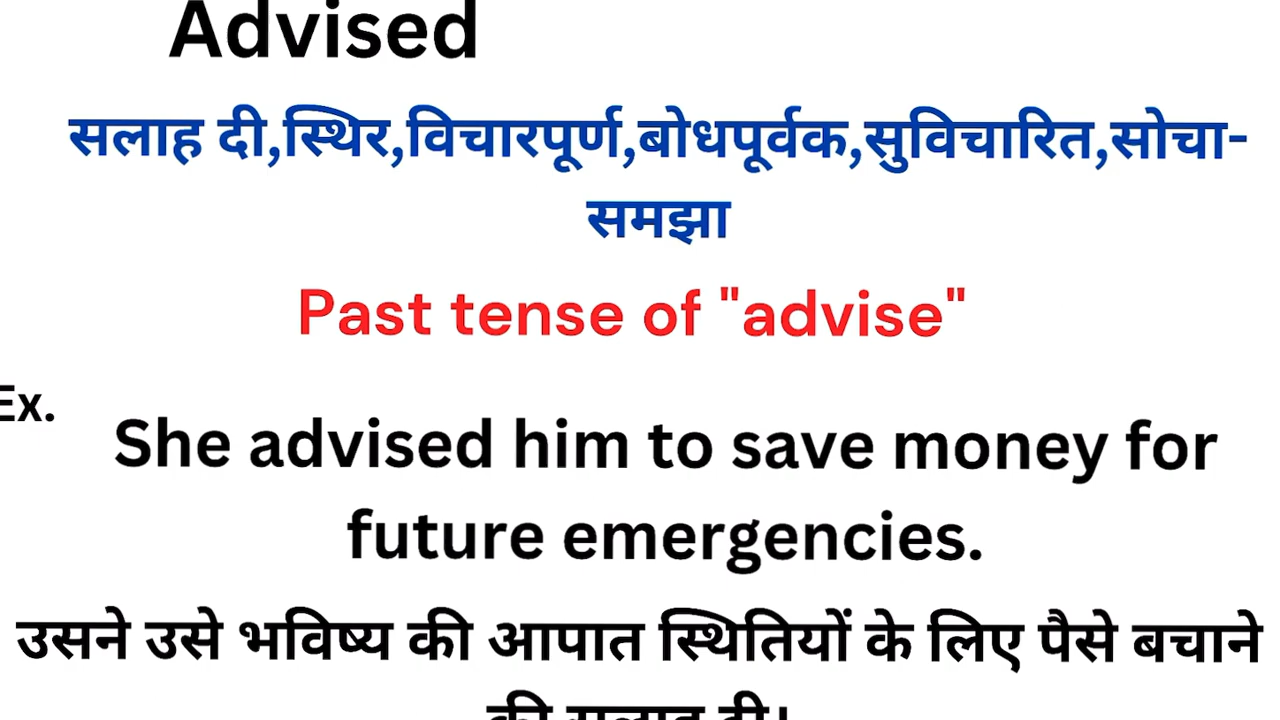 Advised
सलाह दी,स्थिर,विचारपूर्ण,बोधपूर्वक,सुविचारित,सोचा-
समझा
Past tense of "advise"
Ex.
She advised him to save money for
future emergencies.
उसने उसे भविष्य की आपात स्थितियों के लिए पैसे बचाने
की सलाह दी।